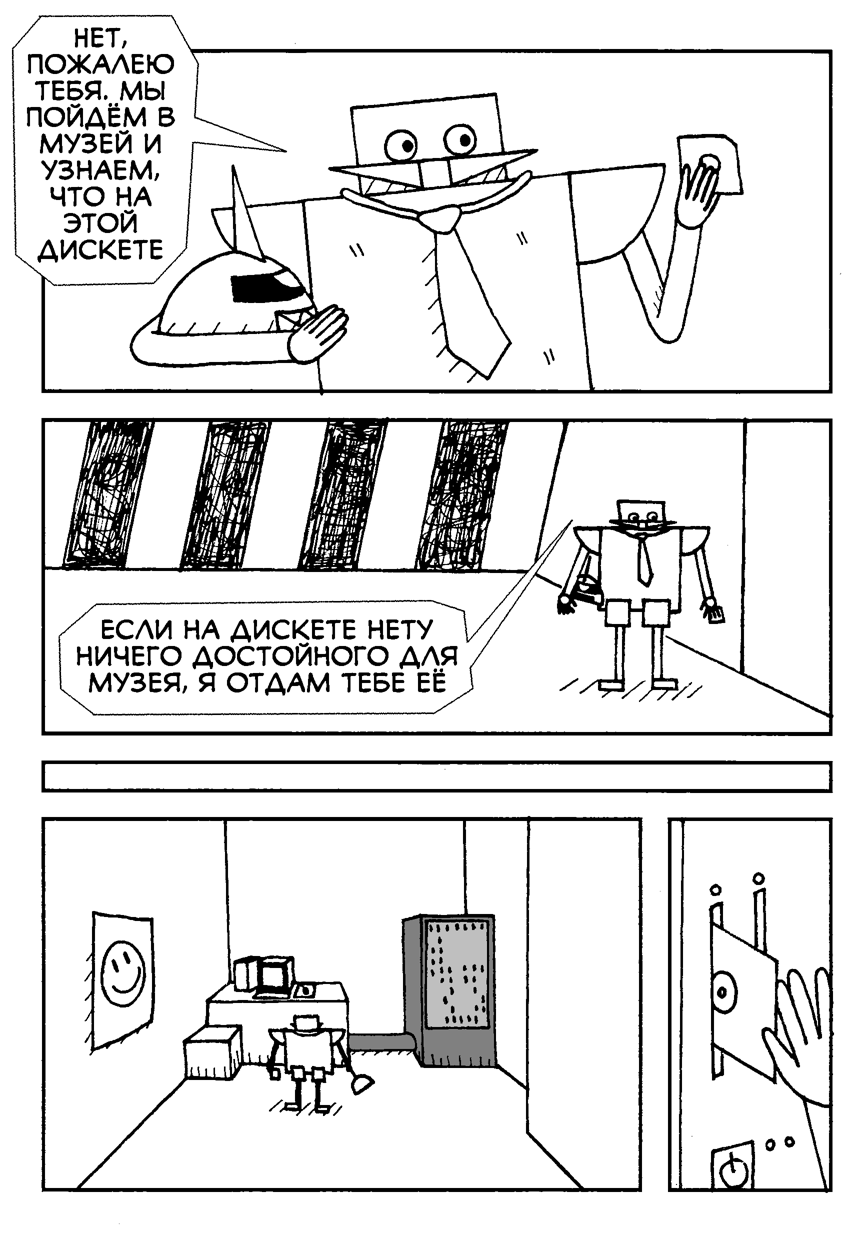 НЕТ,
ПОЖАЛЕЮ
ТЕБЯ. МЫ
ПОЙДЁМ В
МУЗЕЙ И
УЗНАЕМ,
ЧТО НА
ЭТОЙ
ДИСКЕТЕ
ЕСЛИ НА ДИСКЕТЕ НЕТУ
НИЧЕГО ДОСТОЙНОГО ДЛЯ
МУЗЕЯ, Я ОТДАМ ТЕБЕ ЕЁ